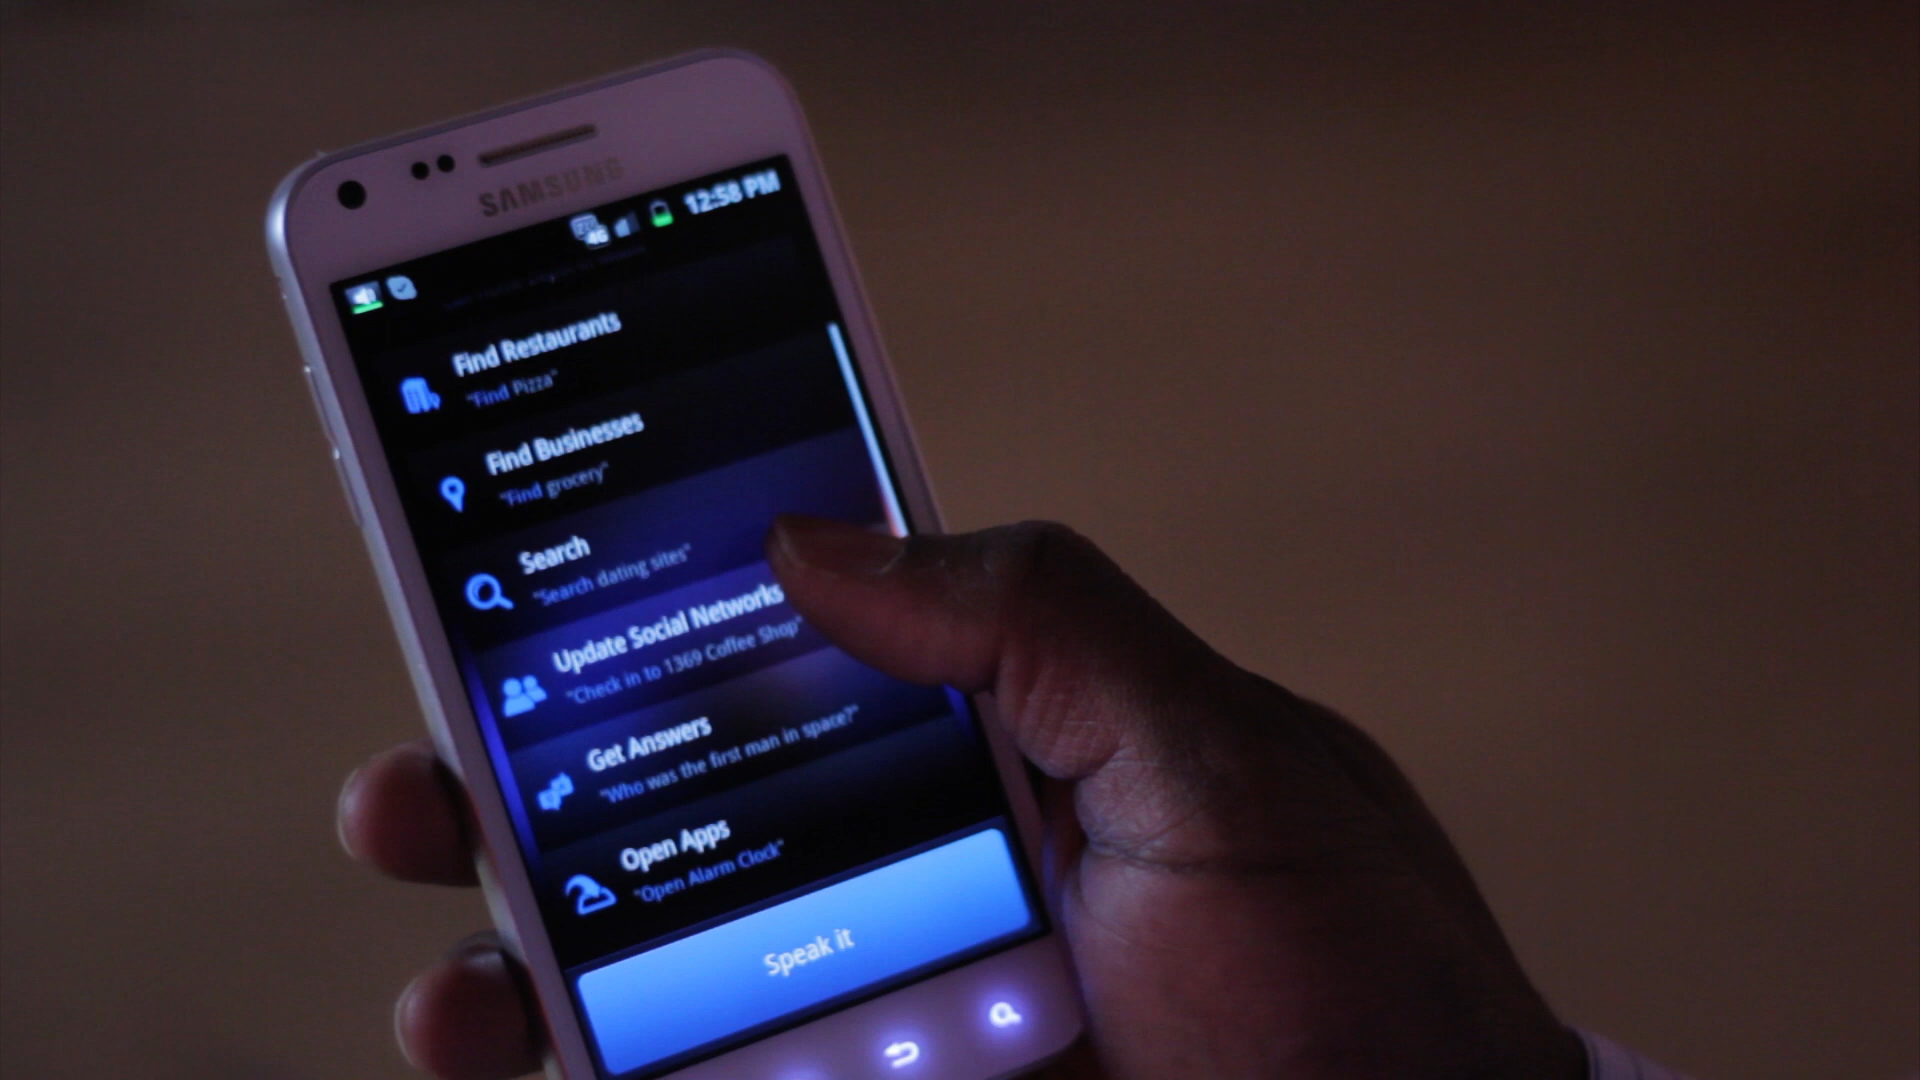 SAMSUNG
4G 12:58 PM
Find Restaurants
"Find Pizza"
Find Businesses
"Find grocery"
Search
"Search dating sites"
Update Social Networks
"Check in to 1369 Coffee Shop"
Get Answers
"Who was the first man in space?"
Open Apps
"Open Alarm Clock"
Speak it